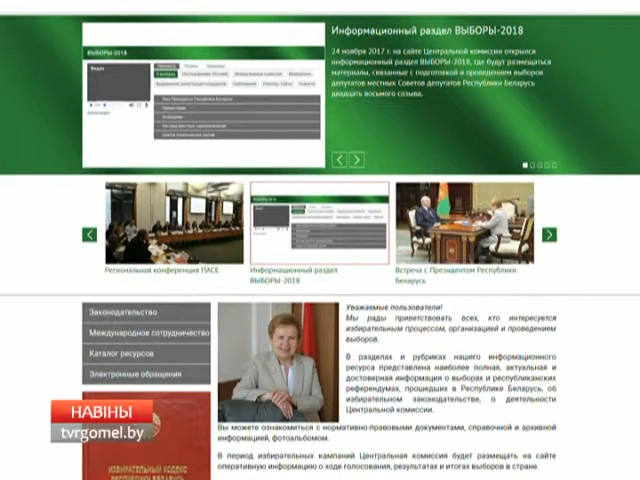 Информационный раздел ВЫБОРЫ-2018
24 ноября 2017 г. на сайте Центральной комиссии открылся
информационный раздел ВЫБОРЫ-2018, где будут размещаться
материалы, связанные с подготовкой и проведением выборов
депутатов местных Советов депутатов Республики Беларусь
двадцать восьмого созыва.
ВЫБОРЫ-2018
Региональная конференция ПАСЕ
Информационный раздел
ВЫБОРЫ-2018
Встреча с Президентом Республики
Беларусь
Законодательство
Международное сотрудничество
Каталог ресурсов
Электронные обращения
Уважаемые пользователи!
Мы рады приветствовать всех, кто интересуется
избирательным процессом, организацией и проведением
выборов.
В разделах и рубриках нашего информационного
ресурса представлена наиболее полная, актуальная и
достоверная информация о выборах и республиканских
референдумах, прошедших в Республике Беларусь, об
избирательном законодательстве, о деятельности
Центральной комиссии.
Вы можете ознакомиться с нормативно-правовыми документами, справочной и архивной
информацией, фотоальбомом.
В период избирательных кампаний Центральная комиссия будет размещать на сайте
оперативную информацию о ходе голосования, результатах и итогах выборов в стране.
НАВІНЫ
tvrgomel.by
ИЗБИРАТЕЛЬНЫЙ КОДЕКС
РЕСПУБЛИКИ БЕЛАРУСЬ